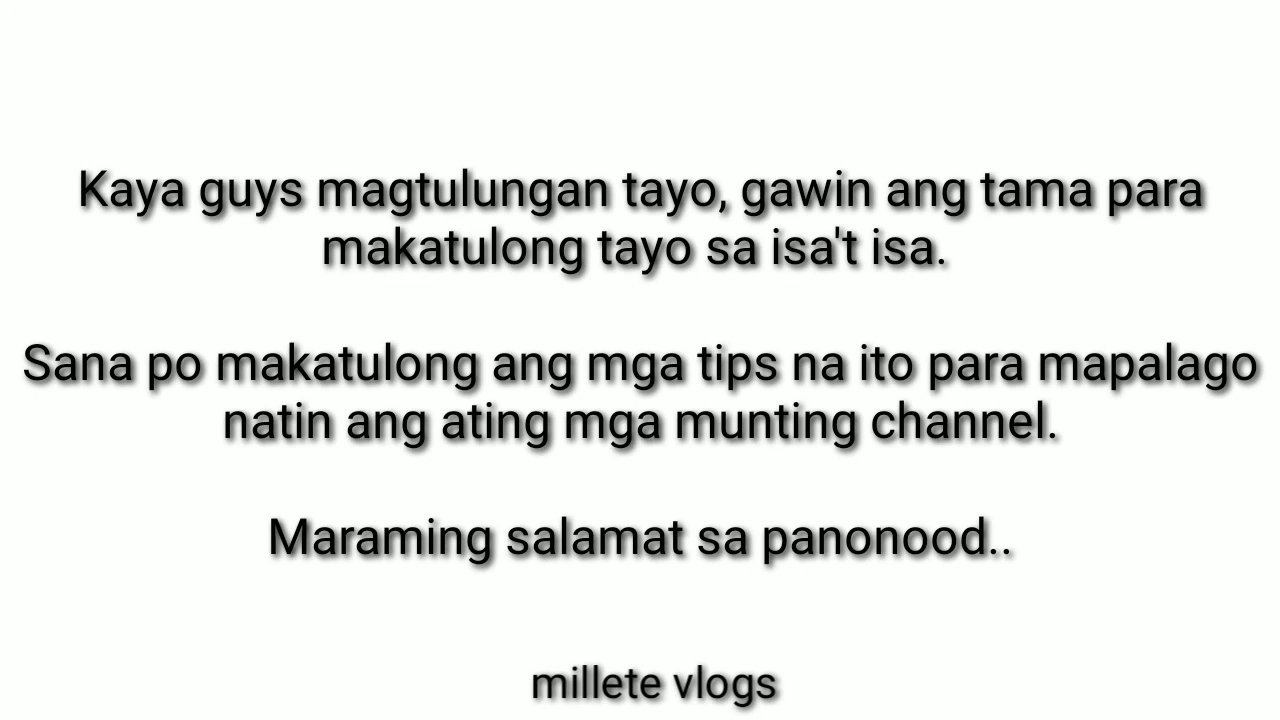 Kaya guys magtulungan tayo, gawin ang tama para
makatulong tayo sa isa't isa.
Sana po makatulong ang mga tips na ito para mapalago
natin ang ating mga munting channel.
Maraming salamat sa panonood..
millete vlogs